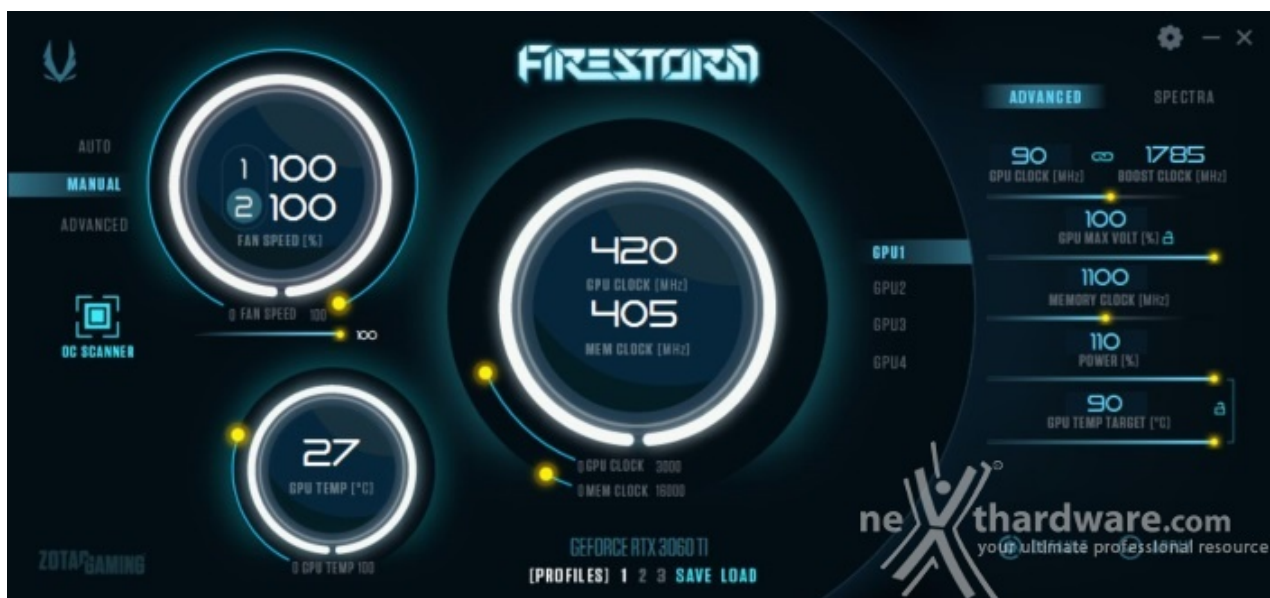 FIRESTORM
AUTO
MANUAL
ADVANCED
OC SCANNER
1 100
2 100
FAN SPEED [%]
0 FAN SPEED 100
100
27
GPU TEMP [°C]
0 GPU TEMP 100
420
GPU CLOCK [MHz]
405
MEM CLOCK [MHz]
0 GPU CLOCK 3000
0 MEM CLOCK 16000
GPU1
GPU2
GPU3
GPU4
ADVANCED SPECTRA
90 1785
GPU CLOCK [MHz] BOOST CLOCK [MHz]
100
GPU MAX VOLT [%]
1100
MEMORY CLOCK [MHz]
110
POWER [%]
90
GPU TEMP TARGET [°C]
ZOTAC GAMING
GEFORCE RTX 3060 TI
[PROFILES] 1 2 3 SAVE LOAD
nexthardware.com
your ultimate professional resource